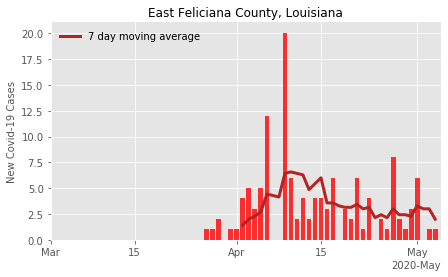 East Feliciana County, Louisiana
7 day moving average
New Covid-19 Cases
20.0
17.5
15.0
12.5
10.0
7.5
5.0
2.5
0.0
Mar
15
Apr
15
May
2020-May